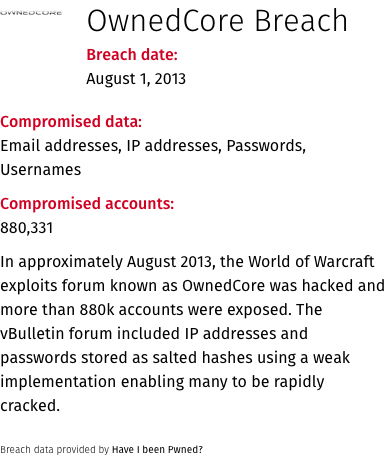 OWNEDCORE
OwnedCore Breach
Breach date:
August 1, 2013
Compromised data:
Email addresses, IP addresses, Passwords,
Usernames
Compromised accounts:
880,331
In approximately August 2013, the World of Warcraft
exploits forum known as OwnedCore was hacked and
more than 880k accounts were exposed. The
vBulletin forum included IP addresses and
passwords stored as salted hashes using a weak
implementation enabling many to be rapidly
cracked.
Breach data provided by Have I been Pwned?